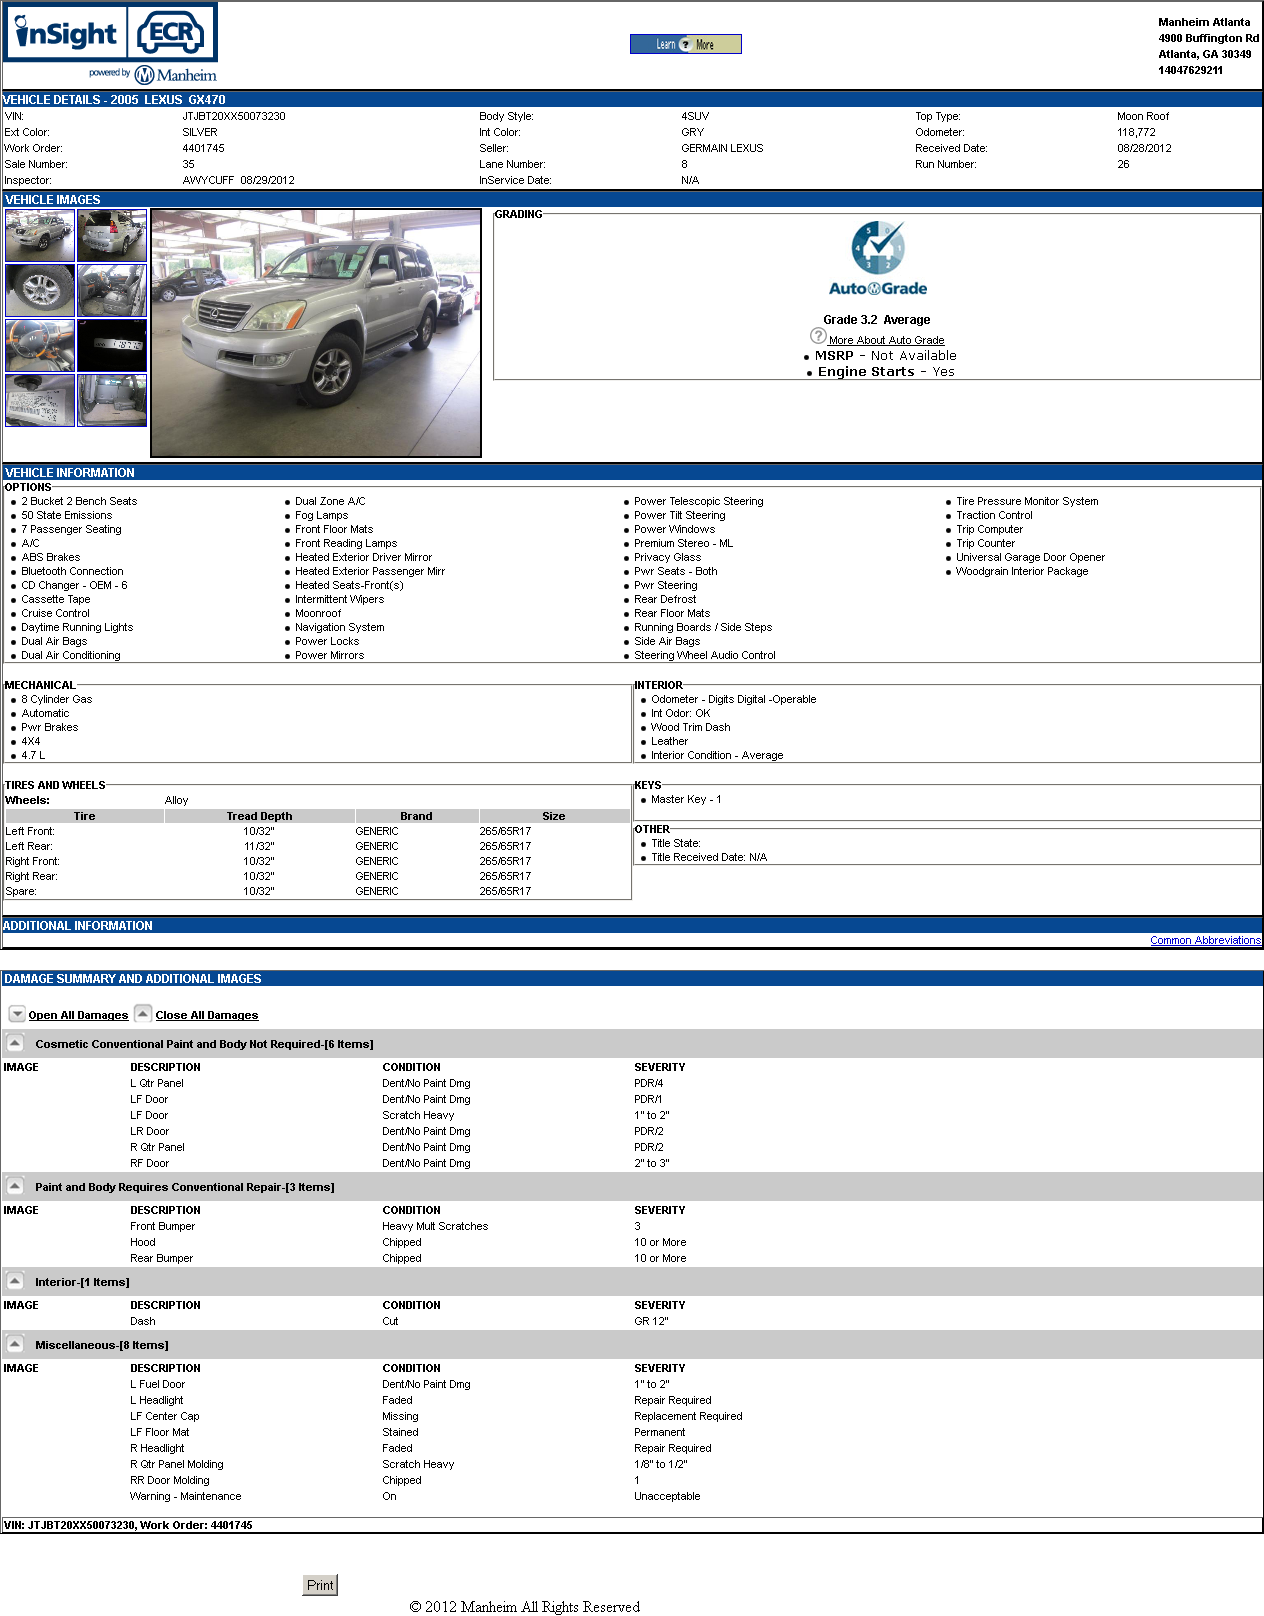 inSight ECR
powered by Manheim
Learn ? More
Manheim Atlanta
4900 Buffington Rd
Atlanta, GA 30349
14047629211
VEHICLE DETAILS - 2005 LEXUS GX470
VIN: JTJBT20XX50073230 Body Style: 4SUV Top Type: Moon Roof
Ext Color: SILVER Int Color: GRY Odometer: 118,772
Work Order: 4401745 Seller: GERMAIN LEXUS Received Date: 08/28/2012
Sale Number: 35 Lane Number: 8 Run Number: 26
Inspector: AWYCUFF 08/29/2012 InService Date: N/A
VEHICLE IMAGES
GRADING
5 0 4 1 3 2
AutoGrade
Grade 3.2 Average
? More About Auto Grade
• MSRP - Not Available
• Engine Starts - Yes
118772
VEHICLE INFORMATION
OPTIONS
• 2 Bucket 2 Bench Seats • Dual Zone A/C • Power Telescopic Steering • Tire Pressure Monitor System
• 50 State Emissions • Fog Lamps • Power Tilt Steering • Traction Control
• 7 Passenger Seating • Front Floor Mats • Power Windows • Trip Computer
• A/C • Front Reading Lamps • Premium Stereo - ML • Trip Counter
• ABS Brakes • Heated Exterior Driver Mirror • Privacy Glass • Universal Garage Door Opener
• Bluetooth Connection • Heated Exterior Passenger Mirr • Pwr Seats - Both • Woodgrain Interior Package
• CD Changer - OEM - 6 • Heated Seats-Front(s) • Pwr Steering
• Cassette Tape • Intermittent Wipers • Rear Defrost
• Cruise Control • Moonroof • Rear Floor Mats
• Daytime Running Lights • Navigation System • Running Boards / Side Steps
• Dual Air Bags • Power Locks • Side Air Bags
• Dual Air Conditioning • Power Mirrors • Steering Wheel Audio Control
MECHANICAL
• 8 Cylinder Gas
• Automatic
• Pwr Brakes
• 4X4
• 4.7 L
INTERIOR
• Odometer - Digits Digital -Operable
• Int Odor: OK
• Wood Trim Dash
• Leather
• Interior Condition - Average
TIRES AND WHEELS
Wheels: Alloy
Tire Tread Depth Brand Size
Left Front: 10/32" GENERIC 265/65R17
Left Rear: 11/32" GENERIC 265/65R17
Right Front: 10/32" GENERIC 265/65R17
Right Rear: 10/32" GENERIC 265/65R17
Spare: 10/32" GENERIC 265/65R17
KEYS
• Master Key - 1
OTHER
• Title State:
• Title Received Date: N/A
ADDITIONAL INFORMATION
Common Abbreviations
DAMAGE SUMMARY AND ADDITIONAL IMAGES
Open All Damages Close All Damages
Cosmetic Conventional Paint and Body Not Required-[6 Items]
IMAGE DESCRIPTION CONDITION SEVERITY
L Qtr Panel Dent/No Paint Dmg PDR/4
LF Door Dent/No Paint Dmg PDR/1
LF Door Scratch Heavy 1" to 2"
LR Door Dent/No Paint Dmg PDR/2
R Qtr Panel Dent/No Paint Dmg PDR/2
RF Door Dent/No Paint Dmg 2" to 3"
Paint and Body Requires Conventional Repair-[3 Items]
IMAGE DESCRIPTION CONDITION SEVERITY
Front Bumper Heavy Mult Scratches 3
Hood Chipped 10 or More
Rear Bumper Chipped 10 or More
Interior-[1 Items]
IMAGE DESCRIPTION CONDITION SEVERITY
Dash Cut GR 12"
Miscellaneous-[8 Items]
IMAGE DESCRIPTION CONDITION SEVERITY
L Fuel Door Dent/No Paint Dmg 1" to 2"
L Headlight Faded Repair Required
LF Center Cap Missing Replacement Required
LF Floor Mat Stained Permanent
R Headlight Faded Repair Required
R Qtr Panel Molding Scratch Heavy 1/8" to 1/2"
RR Door Molding Chipped 1
Warning - Maintenance On Unacceptable
VIN: JTJBT20XX50073230, Work Order: 4401745
Print
© 2012 Manheim All Rights Reserved